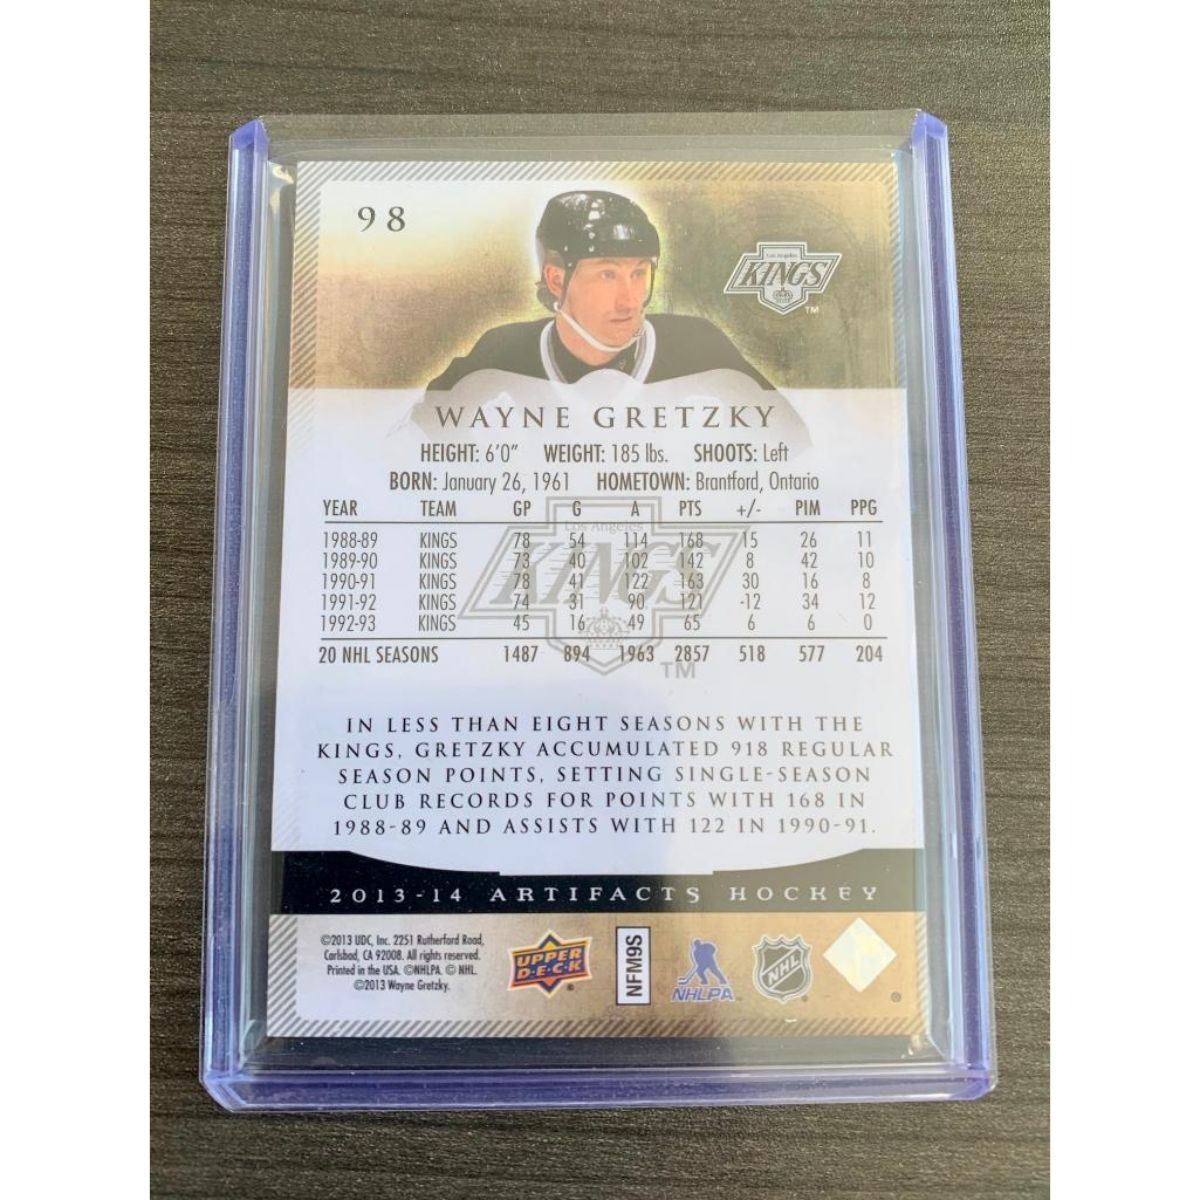 98
Los Angeles
KINGS
TM
WAYNE GRETZKY
HEIGHT: 6'0" WEIGHT: 185 lbs. SHOOTS: Left
BORN: January 26, 1961 HOMETOWN: Brantford, Ontario
YEAR TEAM GP G A PTS +/- PIM PPG
Los Angeles
KINGS
TM
1988-89 KINGS 78 54 114 168 15 26 11
1989-90 KINGS 73 40 102 142 8 42 10
1990-91 KINGS 78 41 122 163 30 16 8
1991-92 KINGS 74 31 90 121 -12 34 12
1992-93 KINGS 45 16 49 65 6 6 0
20 NHL SEASONS 1487 894 1963 2857 518 577 204
IN LESS THAN EIGHT SEASONS WITH THE
KINGS, GRETZKY ACCUMULATED 918 REGULAR
SEASON POINTS, SETTING SINGLE-SEASON
CLUB RECORDS FOR POINTS WITH 168 IN
1988-89 AND ASSISTS WITH 122 IN 1990-91.
2013-14 ARTIFACTS HOCKEY
©2013 UDC, Inc. 2251 Rutherford Road,
Carlsbad, CA 92008. All rights reserved.
Printed in the USA. ©NHLPA. © NHL.
©2013 Wayne Gretzky.
UPPER
D·E·C·K
®
NFM9S
NHLPA
NHL
®